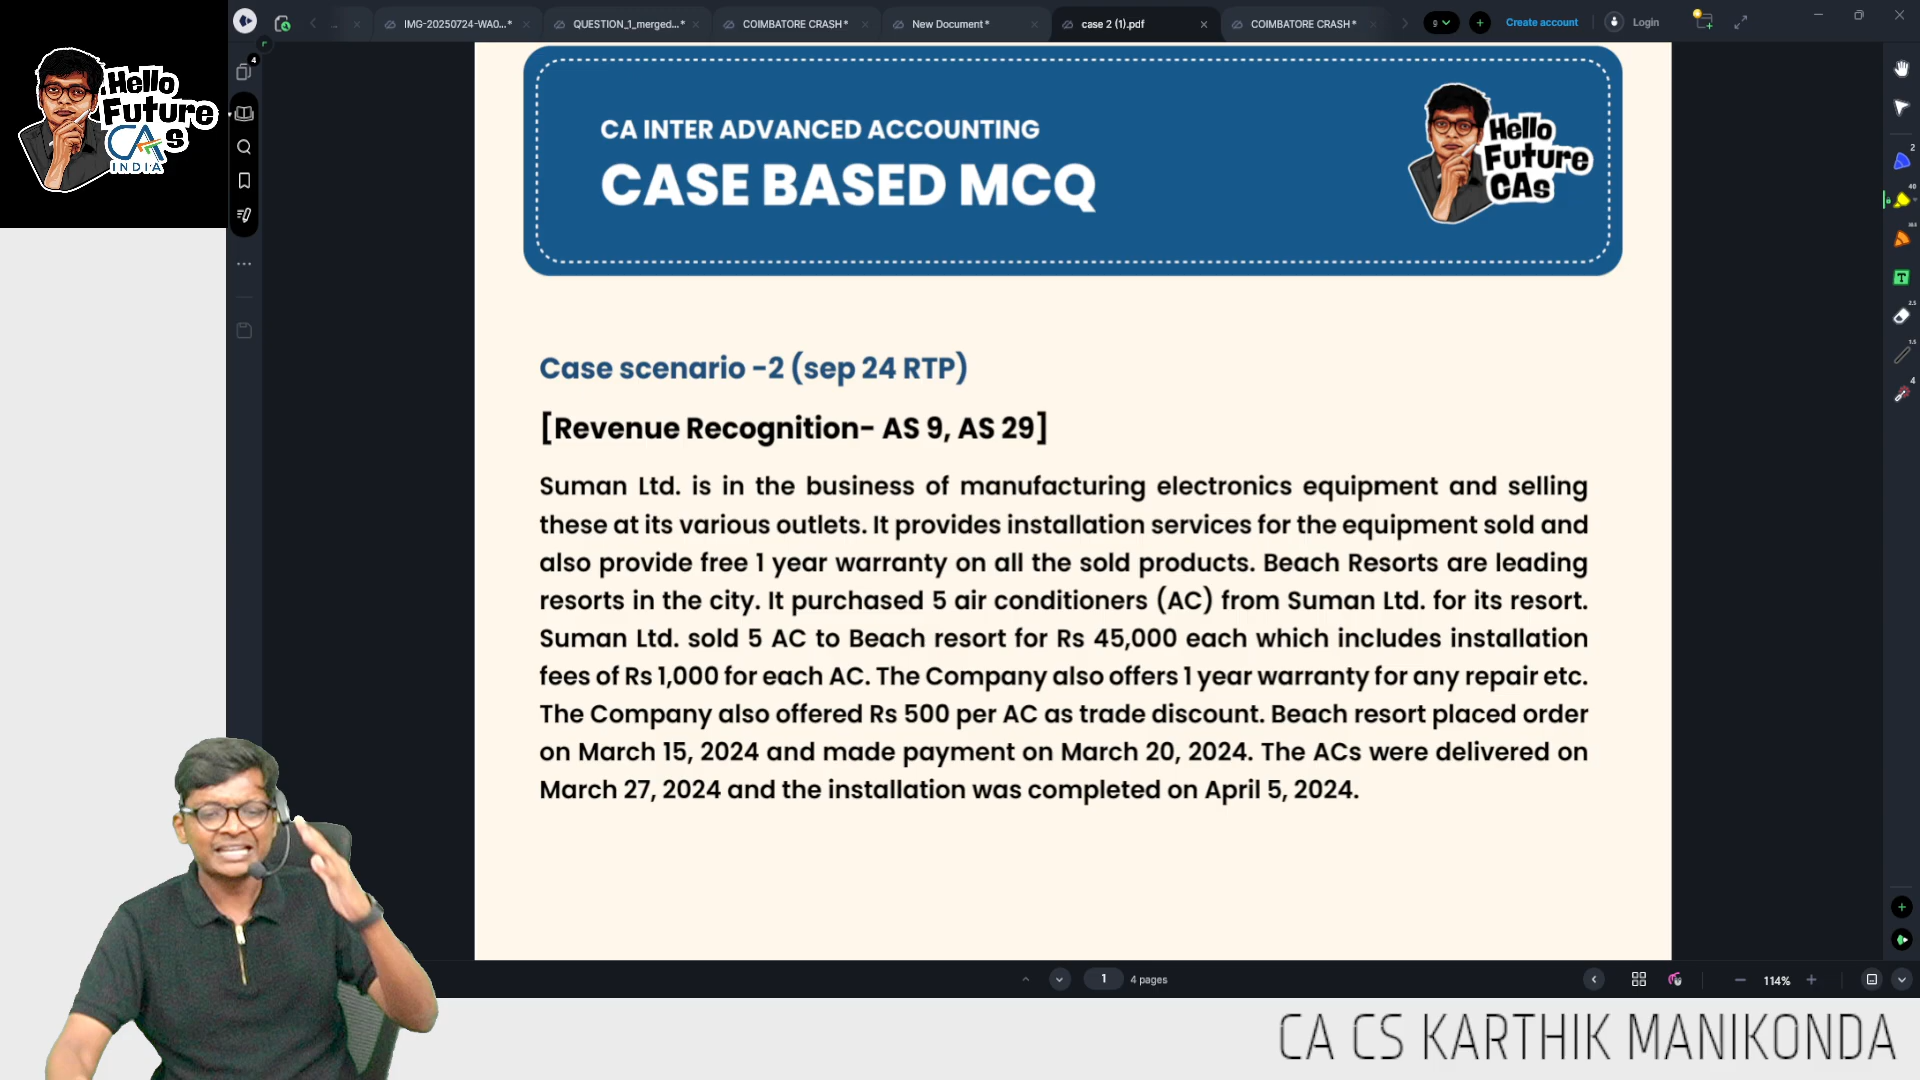 IMG-20250724-WA0...*
QUESTION_1_merged...*
COIMBATORE CRASH*
New Document*
case 2 (1).pdf
COIMBATORE CRASH*
9
Create account
Login
Hello
Future
CAs
INDIA
4
CA INTER ADVANCED ACCOUNTING
CASE BASED MCQ
Hello
Future
CAs
Case scenario -2 (sep 24 RTP)
[Revenue Recognition- AS 9, AS 29]
Suman Ltd. is in the business of manufacturing electronics equipment and selling
these at its various outlets. It provides installation services for the equipment sold and
also provide free 1 year warranty on all the sold products. Beach Resorts are leading
resorts in the city. It purchased 5 air conditioners (AC) from Suman Ltd. for its resort.
Suman Ltd. sold 5 AC to Beach resort for Rs 45,000 each which includes installation
fees of Rs 1,000 for each AC. The Company also offers 1 year warranty for any repair etc.
The Company also offered Rs 500 per AC as trade discount. Beach resort placed order
on March 15, 2024 and made payment on March 20, 2024. The ACs were delivered on
March 27, 2024 and the installation was completed on April 5, 2024.
2
40
T
2.5
1.5
4
1
4 pages
114%
CA CS KARTHIK MANIKONDA